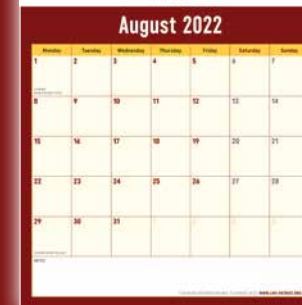 August 2022
Monday Tuesday Wednesday Thursday Friday Saturday Sunday
1 2 3 4 5 6 7
8 9 10 11 12 13 14
15 16 17 18 19 20 21
22 23 24 25 26 27 28
29 30 31
NOTES